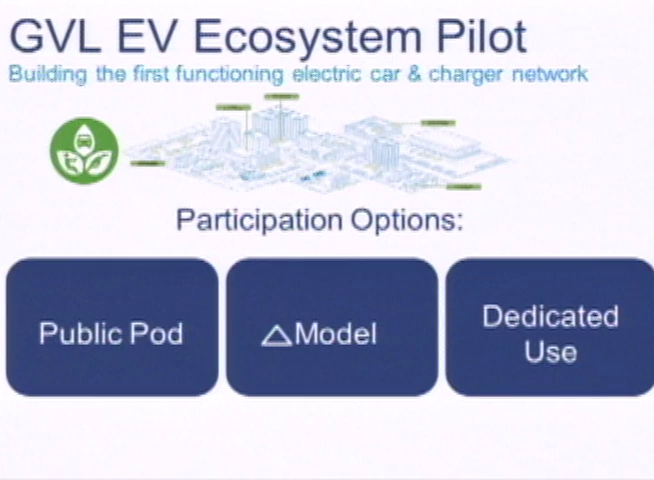 GVL EV Ecosystem Pilot
Building the first functioning electric car & charger network
Participation Options:
Public Pod
△Model
Dedicated
Use